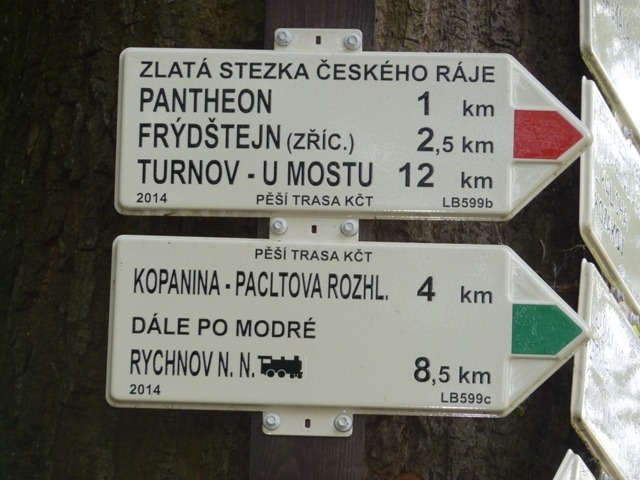 ZLATÁ STEZKA ČESKÉHO RÁJE
PANTHEON 1 km
FRÝDŠTEJN (ZŘÍC.) 2,5 km
TURNOV - U MOSTU 12 km
2014 PĚŠÍ TRASA KČT LB599b
PĚŠÍ TRASA KČT
KOPANINA - PACLTOVA ROZHL. 4 km
DÁLE PO MODRÉ
RYCHNOV N. N. 8,5 km
2014 LB599c